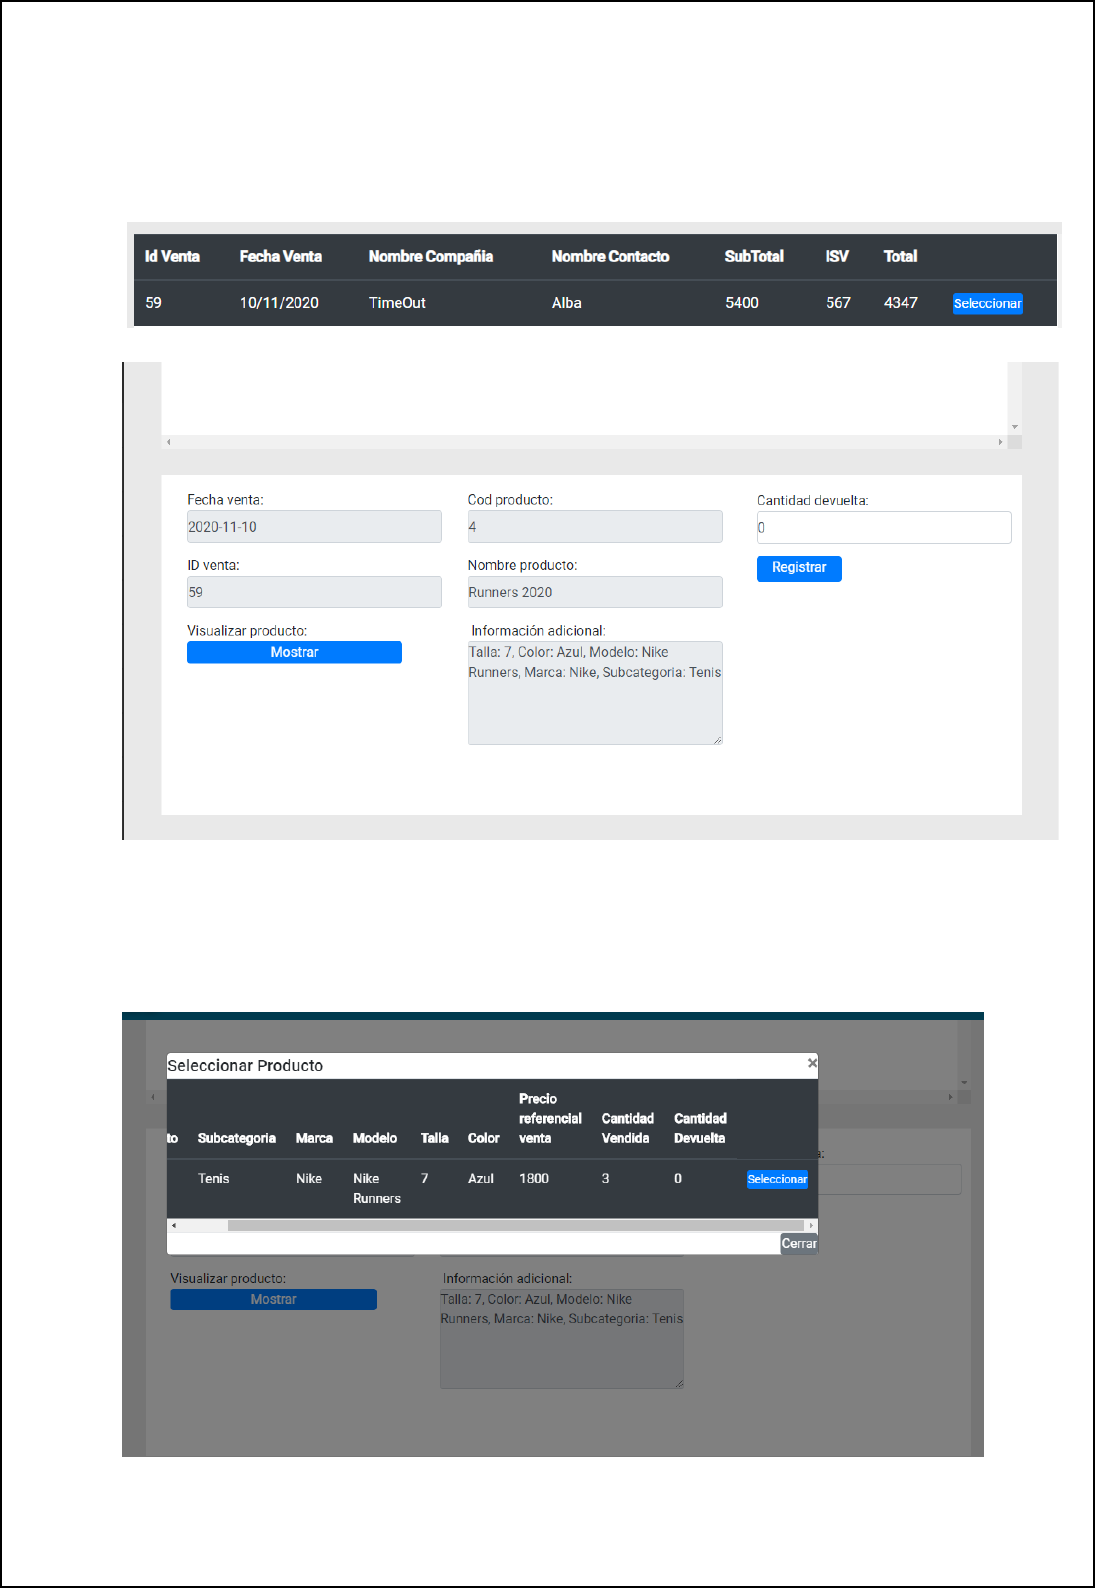 Id Venta Fecha Venta Nombre Compañia Nombre Contacto SubTotal ISV Total
59 10/11/2020 TimeOut Alba 5400 567 4347 Seleccionar
Fecha venta: Cod producto: Cantidad devuelta:
2020-11-10 4 0
ID venta: Nombre producto: Registrar
59 Runners 2020
Visualizar producto: Información adicional:
Mostrar Talla: 7, Color: Azul, Modelo: Nike
Runners, Marca: Nike, Subcategoria: Tenis
Seleccionar Producto ×
Precio
referencial Cantidad Cantidad
to Subcategoria Marca Modelo Talla Color venta Vendida Devuelta
a:
Tenis Nike Nike 7 Azul 1800 3 0 Seleccionar
Runners
Cerrar
Visualizar producto: Información adicional:
Mostrar Talla: 7, Color: Azul, Modelo: Nike
Runners, Marca: Nike, Subcategoria: Tenis